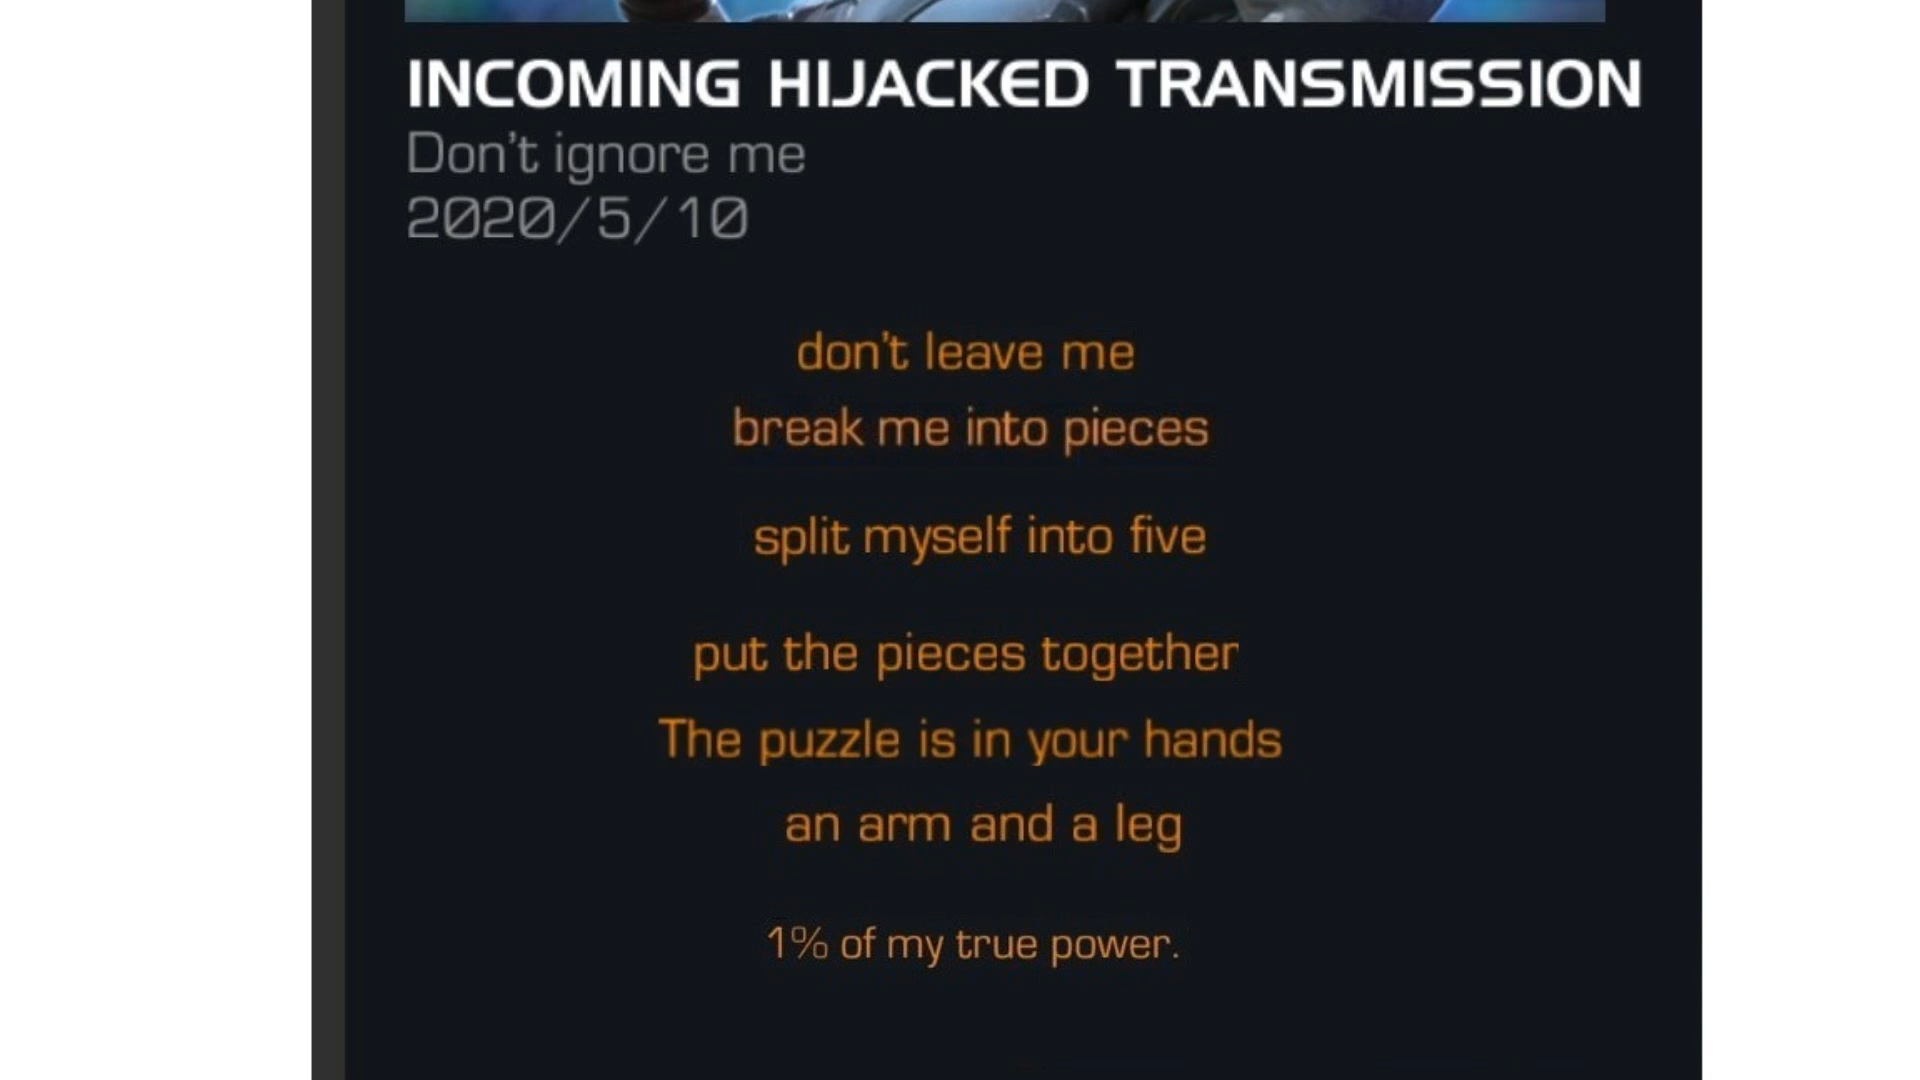 INCOMING HIJACKED TRANSMISSION
Don't ignore me
2020/5/10
don't leave me
break me into pieces
split myself into five
put the pieces together
The puzzle is in your hands
an arm and a leg
1% of my true power.